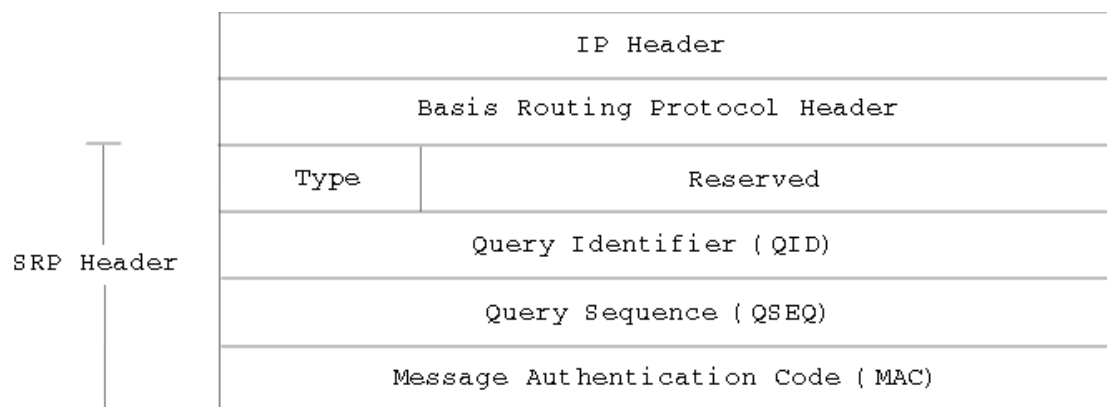 IP Header
Basis Routing Protocol Header
Type Reserved
SRP Header
Query Identifier (QID)
Query Sequence (QSEQ)
Message Authentication Code (MAC)